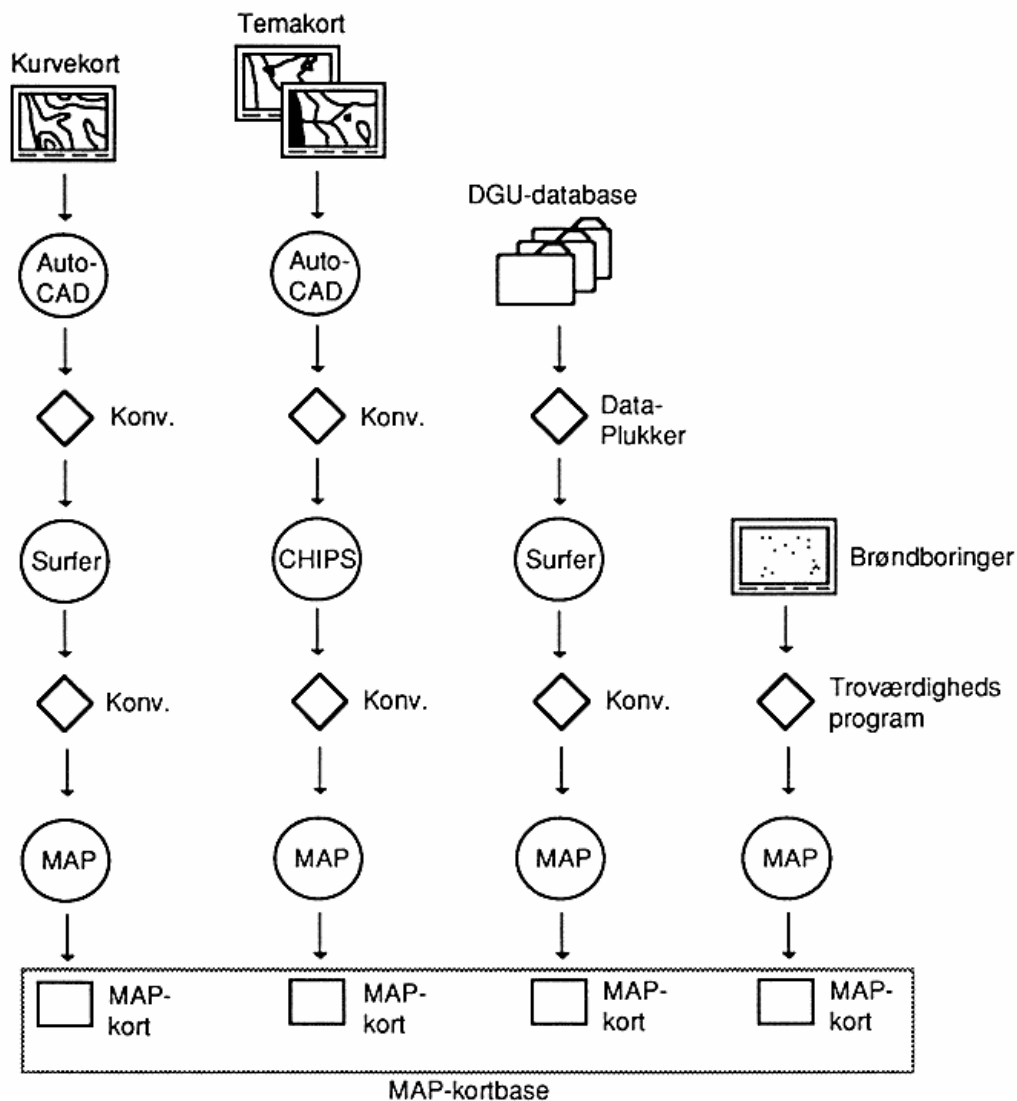 Temakort
Kurvekort
DGU-database
Auto-
CAD
Auto-
CAD
Konv.
Konv.
Data-
Plukker
Surfer
CHIPS
Surfer
Brøndboringer
Konv.
Konv.
Konv.
Troværdigheds
program
MAP
MAP
MAP
MAP
MAP-
kort
MAP-
kort
MAP-
kort
MAP-
kort
MAP-kortbase